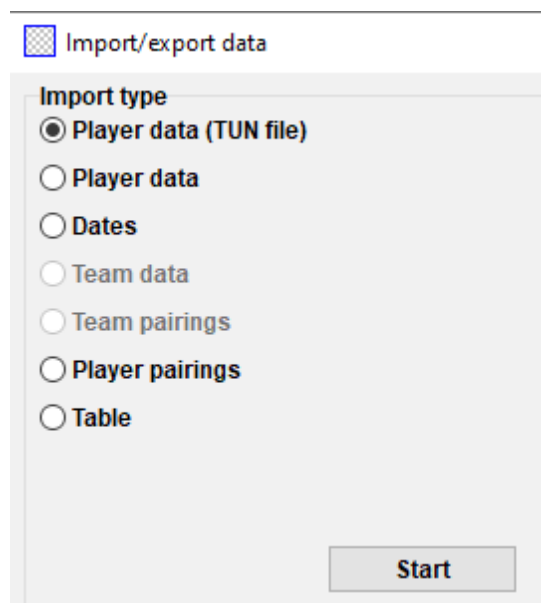 Import/export data
Import type
Player data (TUN file)
Player data
Dates
Team data
Team pairings
Player pairings
Table
Start